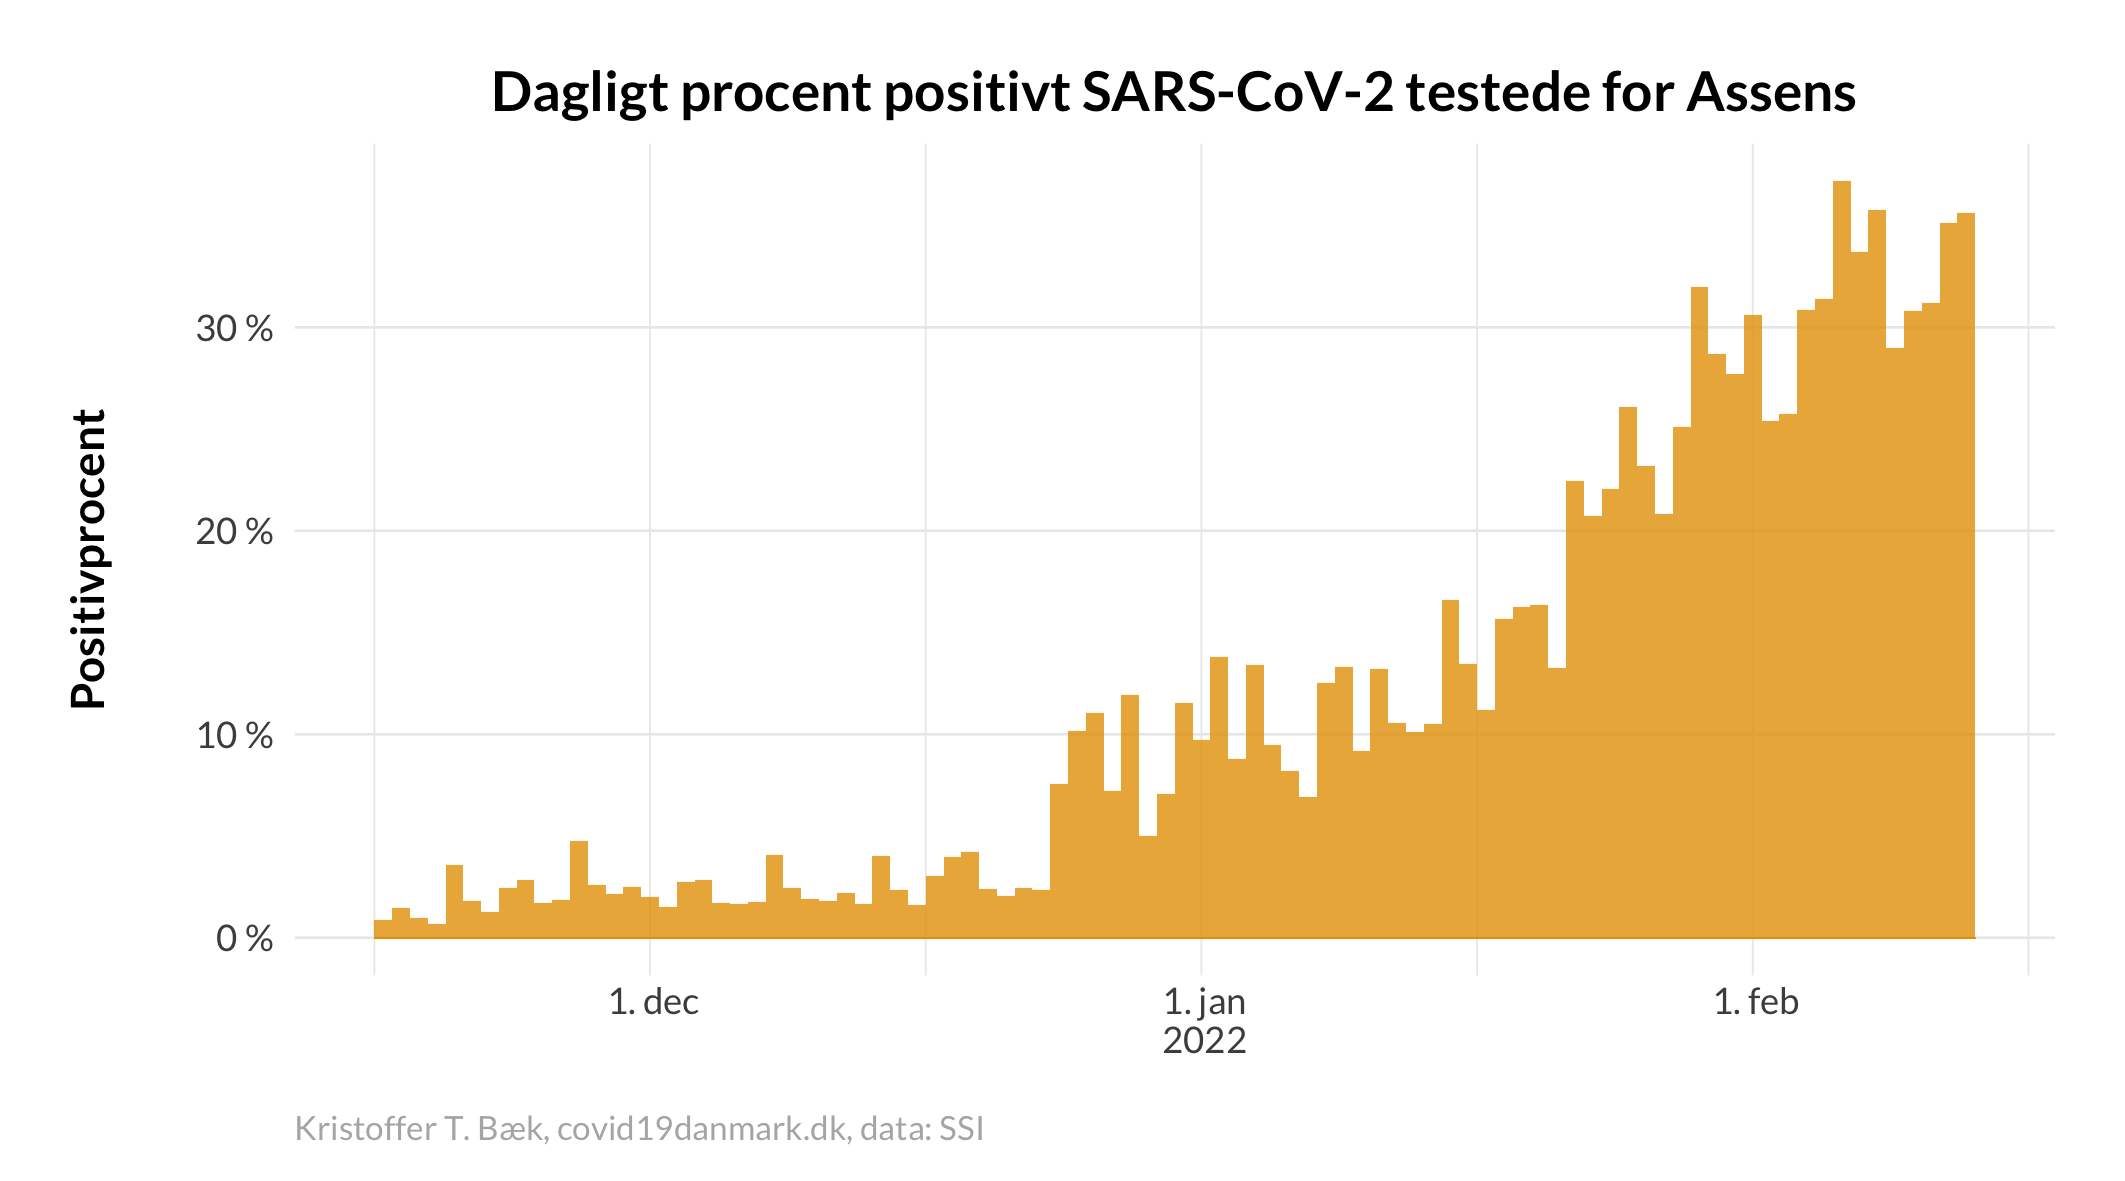 Dagligt procent positivt SARS-CoV-2 testede for Assens
Positivprocent
30 %
20 %
10 %
0 %
1. dec
1. jan
2022
1. feb
Kristoffer T. Bæk, covid19danmark.dk, data: SSI